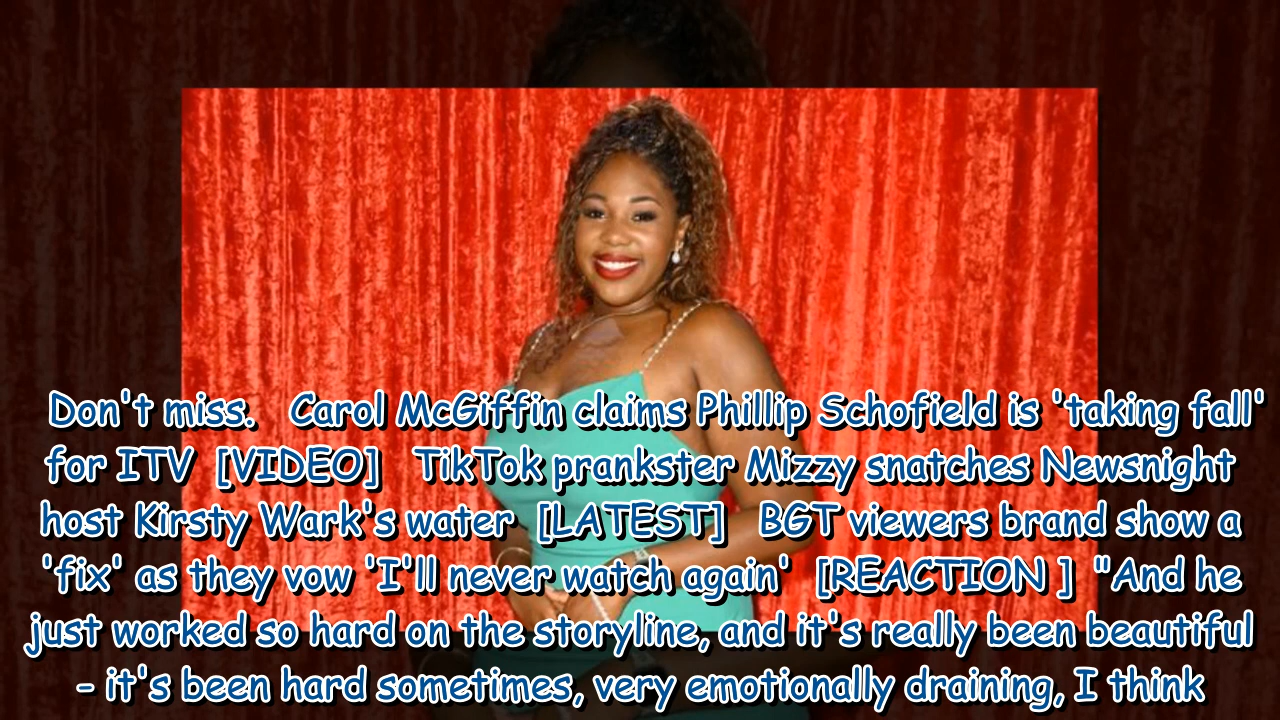 Don't miss. Carol McGiffin claims Phillip Schofield is 'taking fall'
for ITV [VIDEO] TikTok prankster Mizzy snatches Newsnight
host Kirsty Wark's water [LATEST] BGT viewers brand show a
'fix' as they vow 'I'll never watch again' [REACTION ] "And he
just worked so hard on the storyline, and it's really been beautiful
- it's been hard sometimes, very emotionally draining, I think